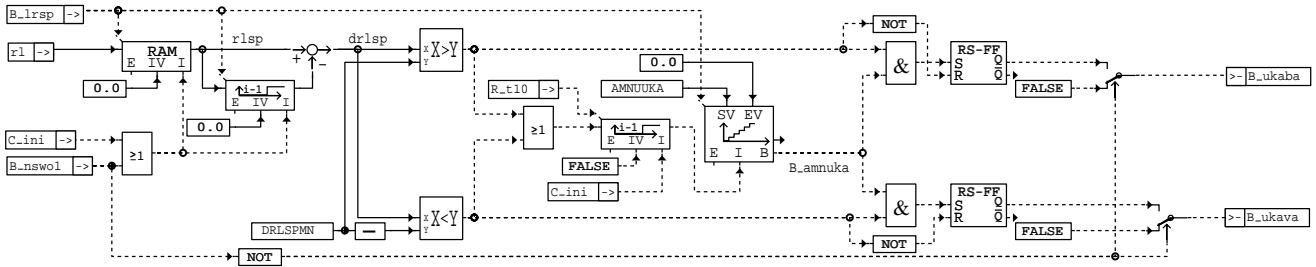 B_lrsp ->
rl ->
RAM
E IV I
rlsp
+
−
drlsp
0.0
i-1
E IV I
0.0
C_ini ->
B_nswol ->
≥1
X
Y
X>Y
X
Y
X<Y
DRLSPMN
−
NOT
0.0
AMNUUKA
R_t10 ->
≥1
i-1
E IV I
FALSE
C_ini ->
SV EV
E I B
B_amnuka
NOT
&
RS-FF
S Q
R Q̅
FALSE
>- B_ukaba
&
NOT
RS-FF
S Q
R Q̅
FALSE
>- B_ukava